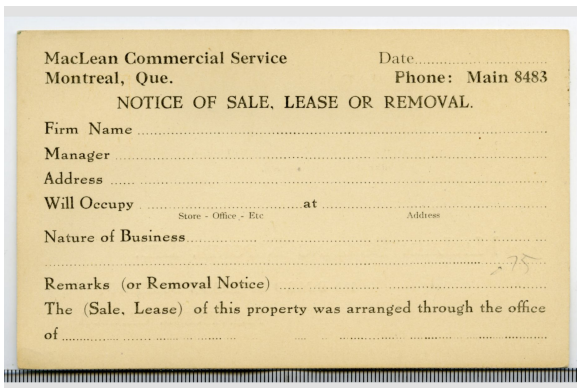 MacLean Commercial Service Date..............................
Montreal, Que. Phone: Main 8483
NOTICE OF SALE, LEASE OR REMOVAL.
Firm Name ..............................
Manager ..............................
Address ..............................
Will Occupy .............................. at ..............................
Store - Office - Etc Address
Nature of Business..............................
.............................. .75
Remarks (or Removal Notice) ..............................
The (Sale, Lease) of this property was arranged through the office
of ..............................